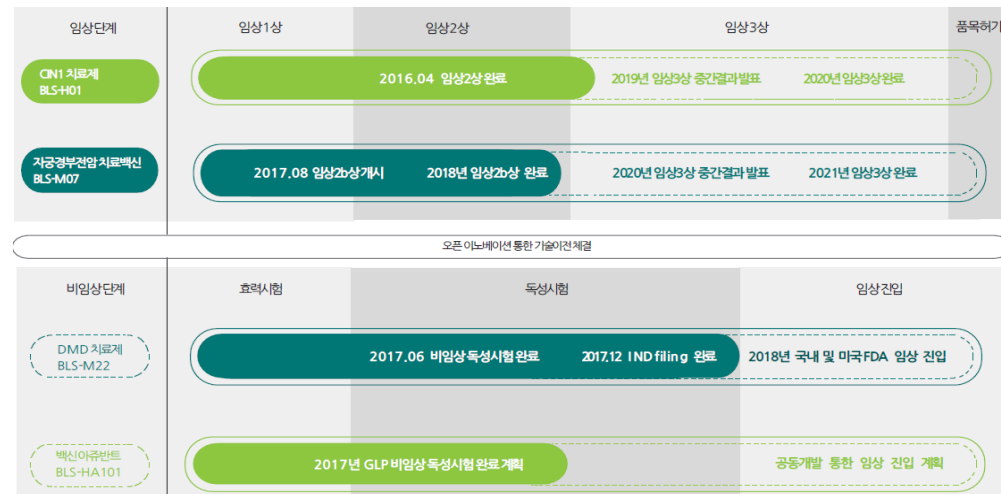 임상단계 임상1상 임상2상 임상3상 품목허가
CIN1 치료제
BLS-H01
2016.04 임상2상 완료 2019년 임상3상 중간결과 발표 2020년 임상3상 완료
자궁경부전암 치료백신
BLS-M07
2017.08 임상2b상 개시 2018년 임상2b상 완료 2020년 임상3상 중간결과 발표 2021년 임상3상 완료
오픈 이노베이션 통한 기술이전 체결
비임상단계 효력시험 독성시험 임상 진입
DMD 치료제
BLS-M22
2017.06 비임상 독성시험 완료 2017.12 IND filing 완료 2018년 국내 및 미국 FDA 임상 진입
백신아쥬반트
BLS-HA101
2017년 GLP 비임상 독성시험 완료 계획 공동개발 통한 임상 진입 계획